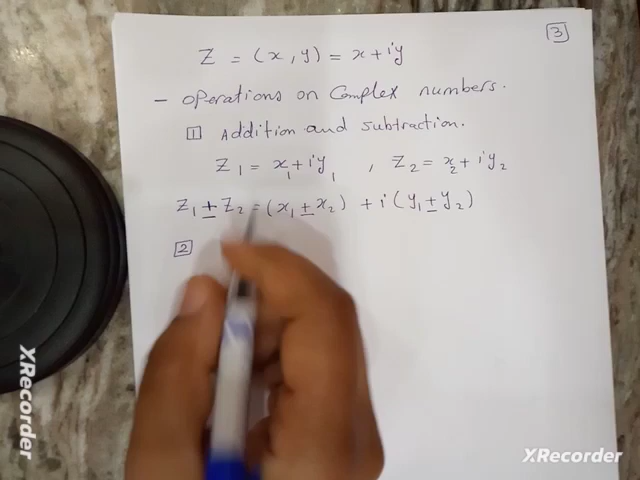 3
Z = (x, y) = x + iy
- operations on Complex numbers.
1 Addition and subtraction.
Z₁ = x₁ + iy₁ , Z₂ = x₂ + iy₂
Z₁ ± Z₂ = (x₁ ± x₂) + i (y₁ ± y₂)
2
XRecorder
XRecorder